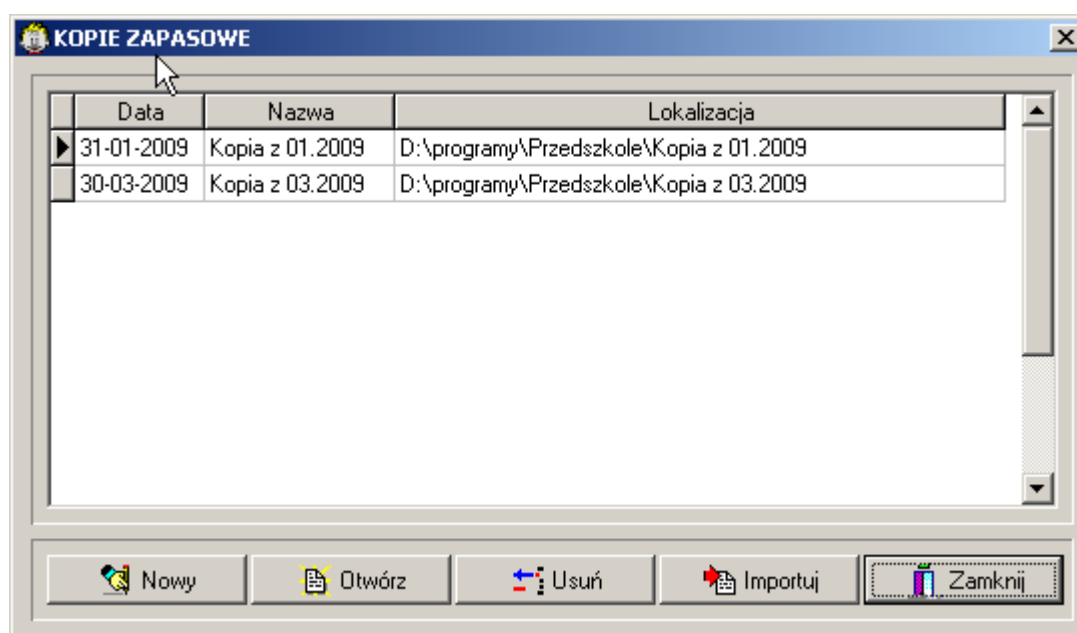 KOPIE ZAPASOWE
Data Nazwa Lokalizacja
31-01-2009 Kopia z 01.2009 D:\programy\Przedszkole\Kopia z 01.2009
30-03-2009 Kopia z 03.2009 D:\programy\Przedszkole\Kopia z 03.2009
Nowy Otwórz Usuń Importuj Zamknij